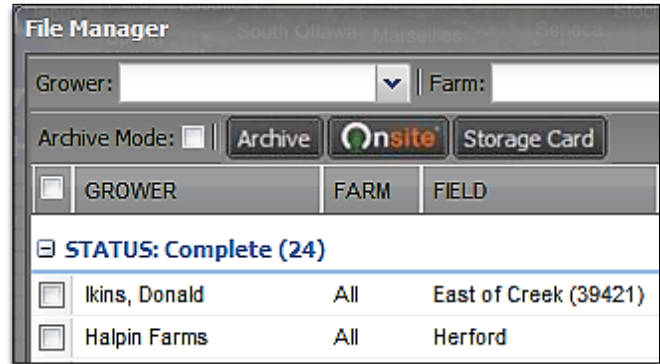 South Ottawa Marseilles Seneca
File Manager
Grower: Farm:
Archive Mode: Archive Onsite Storage Card
GROWER FARM FIELD
STATUS: Complete (24)
Ikins, Donald All East of Creek (39421)
Halpin Farms All Herford